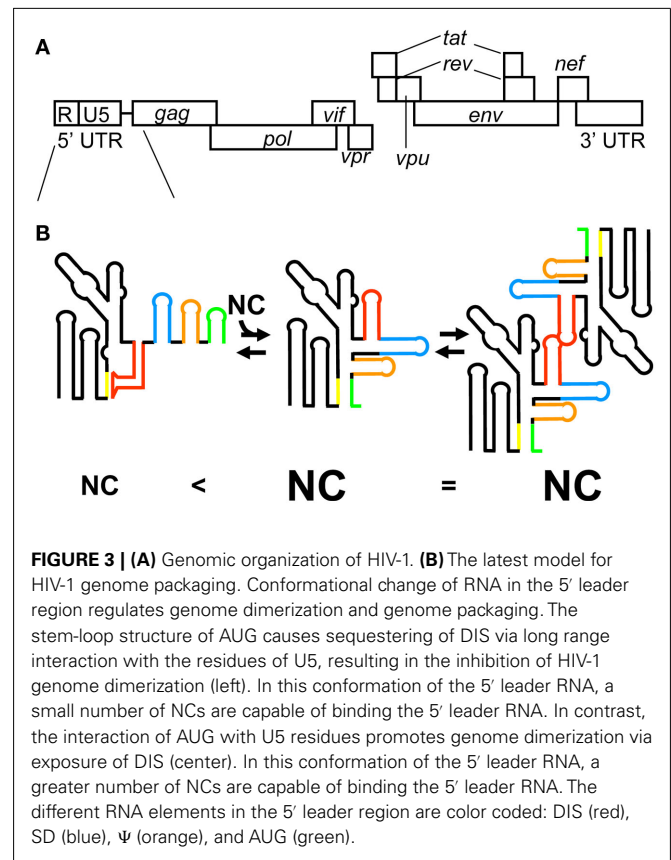 A
tat
rev
nef
R U5
gag
vif
env
5′ UTR
pol
vpr
vpu
3′ UTR
B
NC
NC < NC = NC
FIGURE 3 | (A) Genomic organization of HIV-1. (B) The latest model for
HIV-1 genome packaging. Conformational change of RNA in the 5′ leader
region regulates genome dimerization and genome packaging. The
stem-loop structure of AUG causes sequestering of DIS via long range
interaction with the residues of U5, resulting in the inhibition of HIV-1
genome dimerization (left). In this conformation of the 5′ leader RNA, a
small number of NCs are capable of binding the 5′ leader RNA. In contrast,
the interaction of AUG with U5 residues promotes genome dimerization via
exposure of DIS (center). In this conformation of the 5′ leader RNA, a
greater number of NCs are capable of binding the 5′ leader RNA. The
different RNA elements in the 5′ leader region are color coded: DIS (red),
SD (blue), Ψ (orange), and AUG (green).